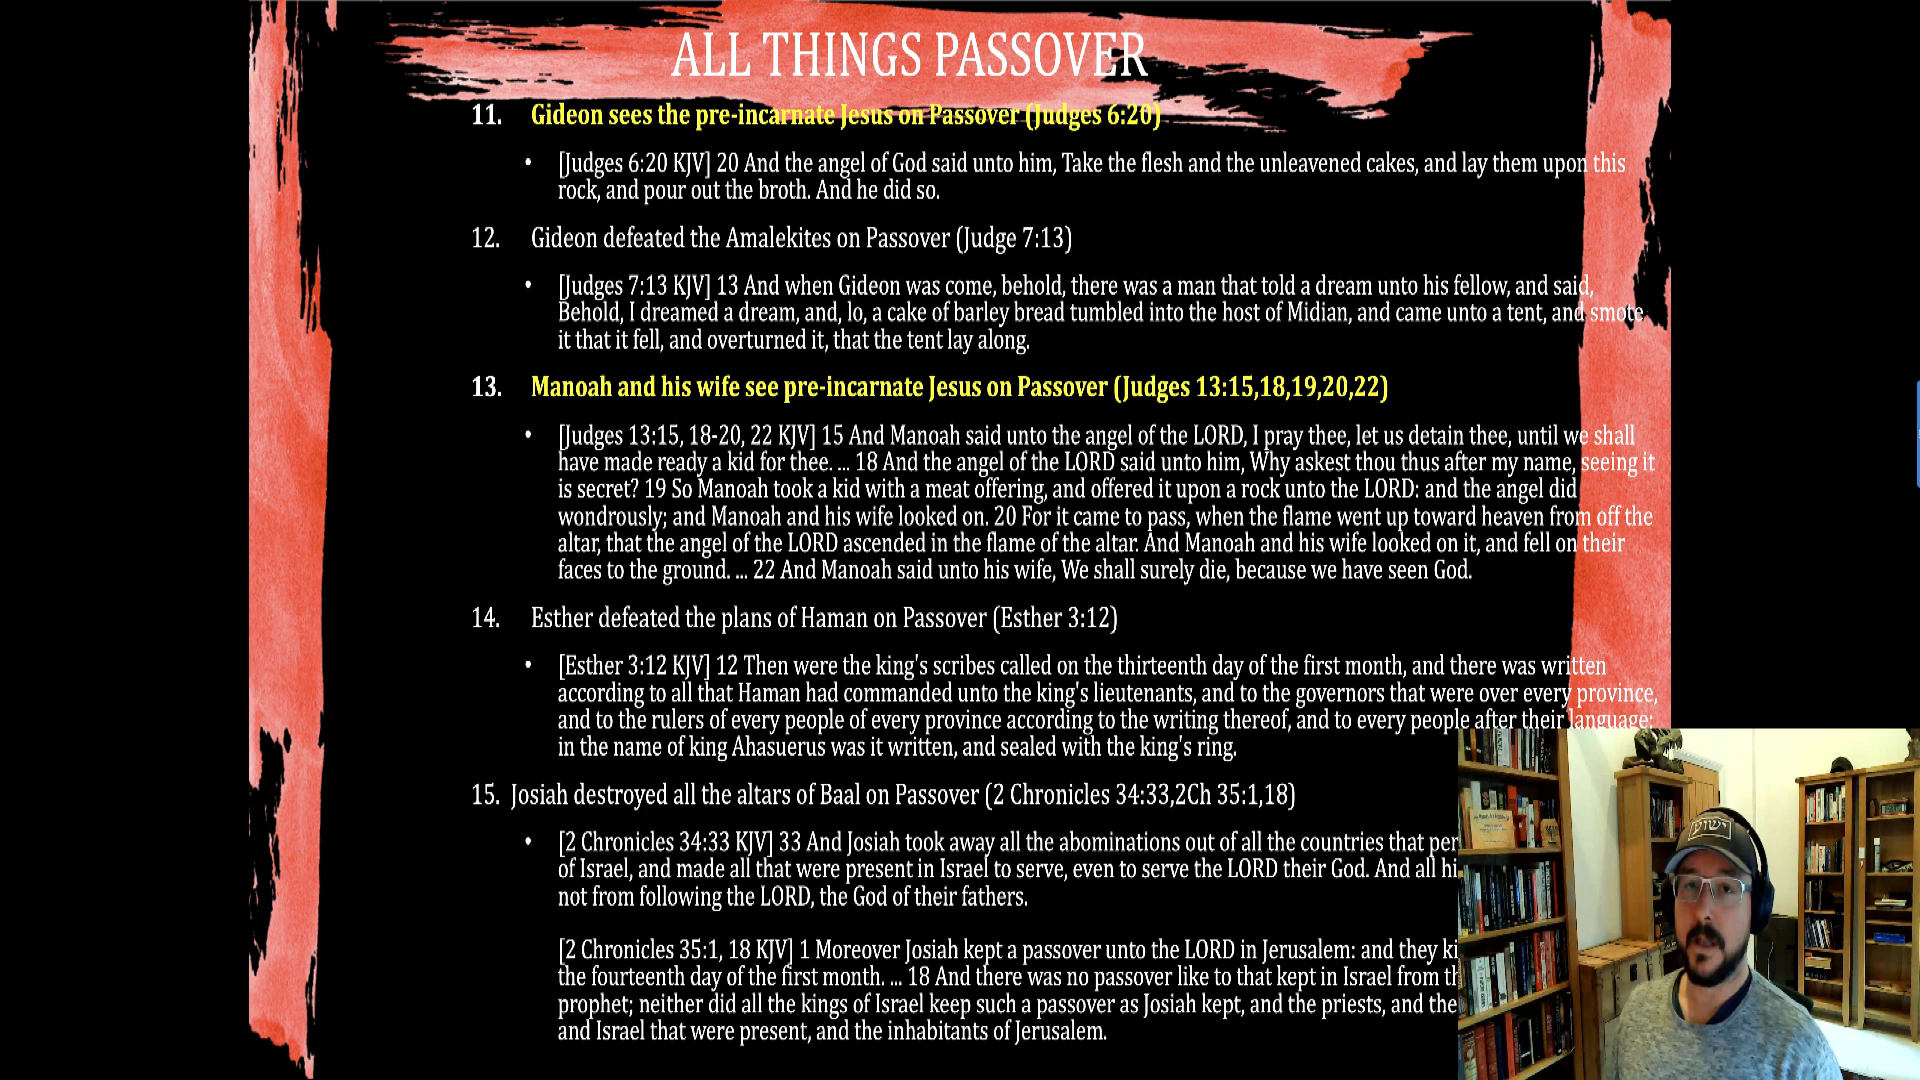 ALL THINGS PASSOVER
11. Gideon sees the pre-incarnate Jesus on Passover (Judges 6:20)
• [Judges 6:20 KJV] 20 And the angel of God said unto him, Take the flesh and the unleavened cakes, and lay them upon this
rock, and pour out the broth. And he did so.
12. Gideon defeated the Amalekites on Passover (Judge 7:13)
• [Judges 7:13 KJV] 13 And when Gideon was come, behold, there was a man that told a dream unto his fellow, and said,
Behold, I dreamed a dream, and, lo, a cake of barley bread tumbled into the host of Midian, and came unto a tent, and smote
it that it fell, and overturned it, that the tent lay along.
13. Manoah and his wife see pre-incarnate Jesus on Passover (Judges 13:15,18,19,20,22)
• [Judges 13:15, 18-20, 22 KJV] 15 And Manoah said unto the angel of the LORD, I pray thee, let us detain thee, until we shall
have made ready a kid for thee. ... 18 And the angel of the LORD said unto him, Why askest thou thus after my name, seeing it
is secret? 19 So Manoah took a kid with a meat offering, and offered it upon a rock unto the LORD: and the angel did
wondrously; and Manoah and his wife looked on. 20 For it came to pass, when the flame went up toward heaven from off the
altar, that the angel of the LORD ascended in the flame of the altar. And Manoah and his wife looked on it, and fell on their
faces to the ground. ... 22 And Manoah said unto his wife, We shall surely die, because we have seen God.
14. Esther defeated the plans of Haman on Passover (Esther 3:12)
• [Esther 3:12 KJV] 12 Then were the king's scribes called on the thirteenth day of the first month, and there was written
according to all that Haman had commanded unto the king's lieutenants, and to the governors that were over every province,
and to the rulers of every people of every province according to the writing thereof, and to every people after their language;
in the name of king Ahasuerus was it written, and sealed with the king's ring.
15. Josiah destroyed all the altars of Baal on Passover (2 Chronicles 34:33,2Ch 35:1,18)
• [2 Chronicles 34:33 KJV] 33 And Josiah took away all the abominations out of all the countries that per
of Israel, and made all that were present in Israel to serve, even to serve the LORD their God. And all hi
not from following the LORD, the God of their fathers.
[2 Chronicles 35:1, 18 KJV] 1 Moreover Josiah kept a passover unto the LORD in Jerusalem: and they ki
the fourteenth day of the first month. ... 18 And there was no passover like to that kept in Israel from th
prophet; neither did all the kings of Israel keep such a passover as Josiah kept, and the priests, and the
and Israel that were present, and the inhabitants of Jerusalem.
ישוע